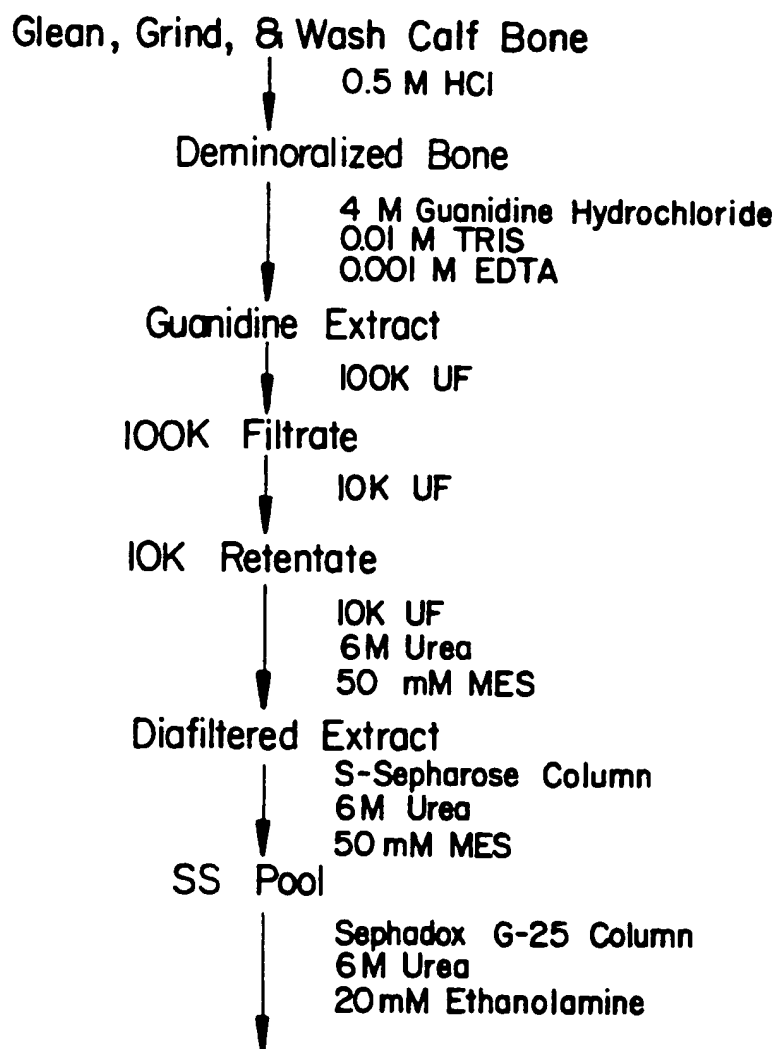 Glean, Grind, & Wash Calf Bone
0.5 M HCl
Deminoralized Bone
4 M Guanidine Hydrochloride
0.01 M TRIS
0.001 M EDTA
Guanidine Extract
100K UF
100K Filtrate
10K UF
10K Retentate
10K UF
6M Urea
50 mM MES
Diafiltered Extract
S-Sepharose Column
6M Urea
50mM MES
SS Pool
Sephadox G-25 Column
6M Urea
20mM Ethanolamine